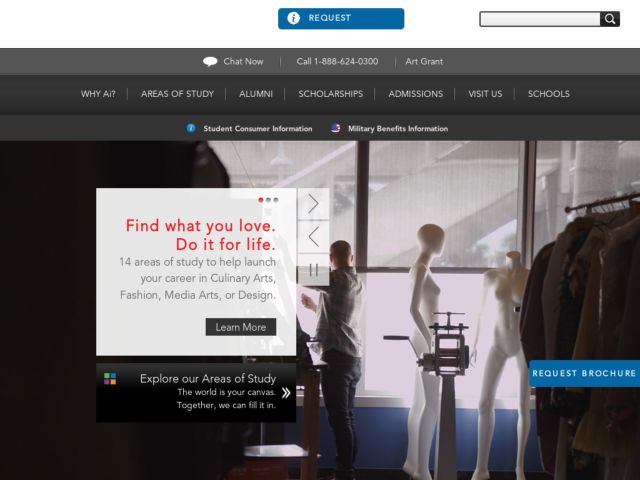 REQUEST
Chat Now
Call 1-888-624-0300
Art Grant
WHY Ai?
AREAS OF STUDY
ALUMNI
SCHOLARSHIPS
ADMISSIONS
VISIT US
SCHOOLS
Student Consumer Information
Military Benefits Information
Find what you love.
Do it for life.
14 areas of study to help launch
your career in Culinary Arts,
Fashion, Media Arts, or Design.
Learn More
Explore our Areas of Study
The world is your canvas.
Together, we can fill it in.
REQUEST BROCHURE